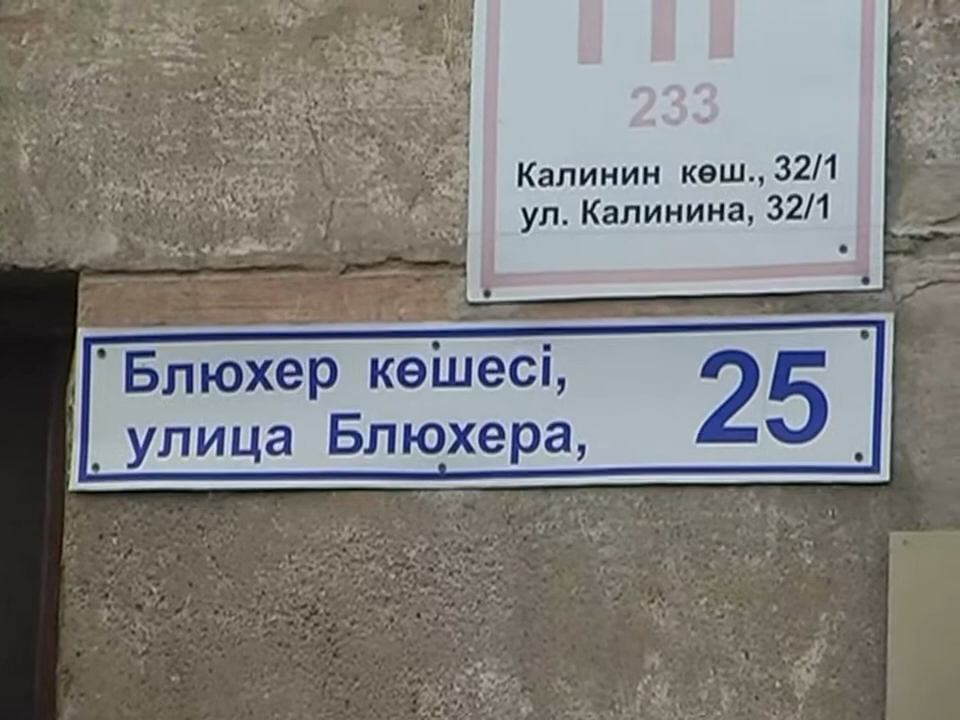 233
Калинин көш., 32/1
ул. Калинина, 32/1
Блюхер көшесі, 25
улица Блюхера,